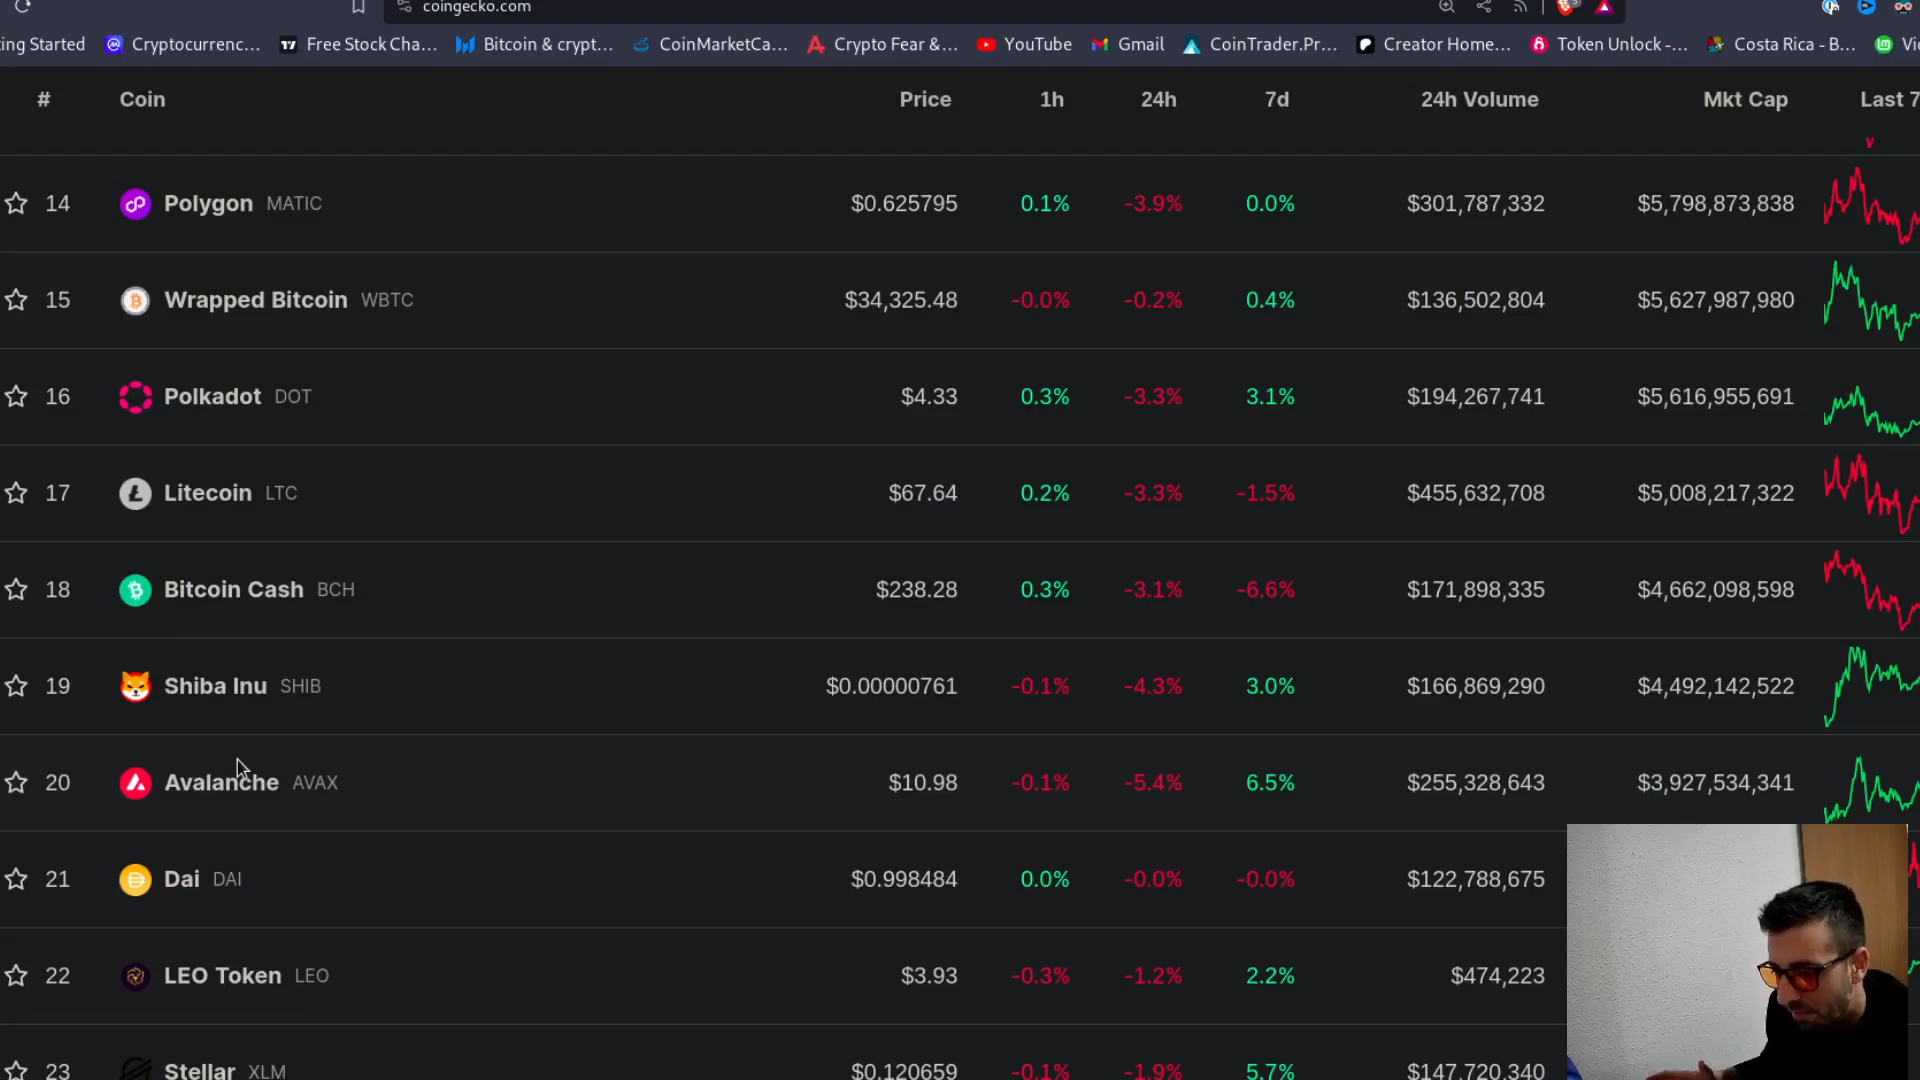 coingecko.com
ing Started Cryptocurrenc... Free Stock Cha... Bitcoin & crypt... CoinMarketCa... Crypto Fear &... YouTube Gmail CoinTrader.Pr... Creator Home... Token Unlock -... Costa Rica - B... Vi
# Coin Price 1h 24h 7d 24h Volume Mkt Cap Last 7
14 Polygon MATIC $0.625795 0.1% -3.9% 0.0% $301,787,332 $5,798,873,838
15 Wrapped Bitcoin WBTC $34,325.48 -0.0% -0.2% 0.4% $136,502,804 $5,627,987,980
16 Polkadot DOT $4.33 0.3% -3.3% 3.1% $194,267,741 $5,616,955,691
17 Litecoin LTC $67.64 0.2% -3.3% -1.5% $455,632,708 $5,008,217,322
18 Bitcoin Cash BCH $238.28 0.3% -3.1% -6.6% $171,898,335 $4,662,098,598
19 Shiba Inu SHIB $0.00000761 -0.1% -4.3% 3.0% $166,869,290 $4,492,142,522
20 Avalanche AVAX $10.98 -0.1% -5.4% 6.5% $255,328,643 $3,927,534,341
21 Dai DAI $0.998484 0.0% -0.0% -0.0% $122,788,675
22 LEO Token LEO $3.93 -0.3% -1.2% 2.2% $474,223
23 Stellar XLM $0.120659 -0.1% -1.9% 5.7% $147,720,340